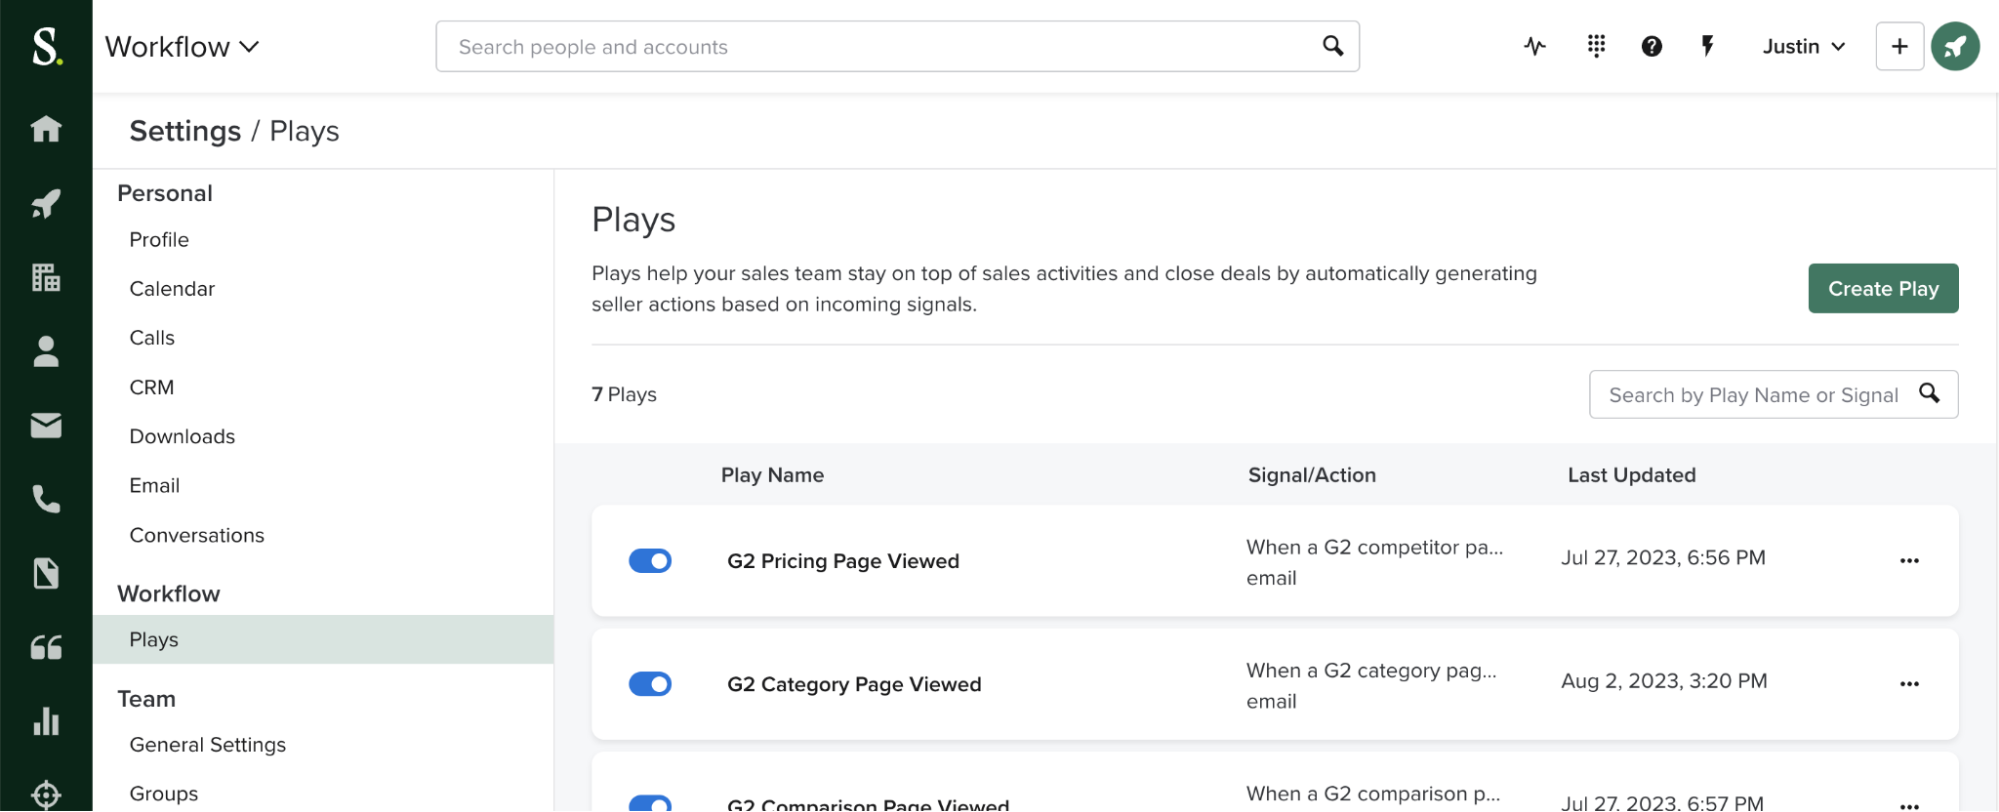 S.
Workflow
Search people and accounts
Justin
Settings / Plays
Personal
Profile
Calendar
Calls
CRM
Downloads
Email
Conversations
Workflow
Plays
Team
General Settings
Groups
Plays
Plays help your sales team stay on top of sales activities and close deals by automatically generating
seller actions based on incoming signals.
Create Play
7 Plays
Search by Play Name or Signal
Play Name Signal/Action Last Updated
G2 Pricing Page Viewed
When a G2 competitor pa...
email
Jul 27, 2023, 6:56 PM
G2 Category Page Viewed
When a G2 category pag...
email
Aug 2, 2023, 3:20 PM
G2 Comparison Page Viewed
When a G2 comparison p...
Jul 27, 2023, 6:57 PM